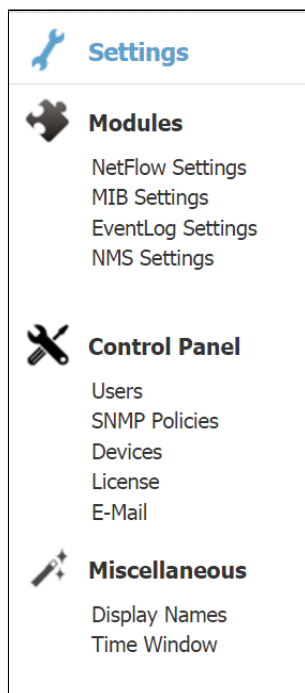 Settings
Modules
NetFlow Settings
MIB Settings
EventLog Settings
NMS Settings
Control Panel
Users
SNMP Policies
Devices
License
E-Mail
Miscellaneous
Display Names
Time Window